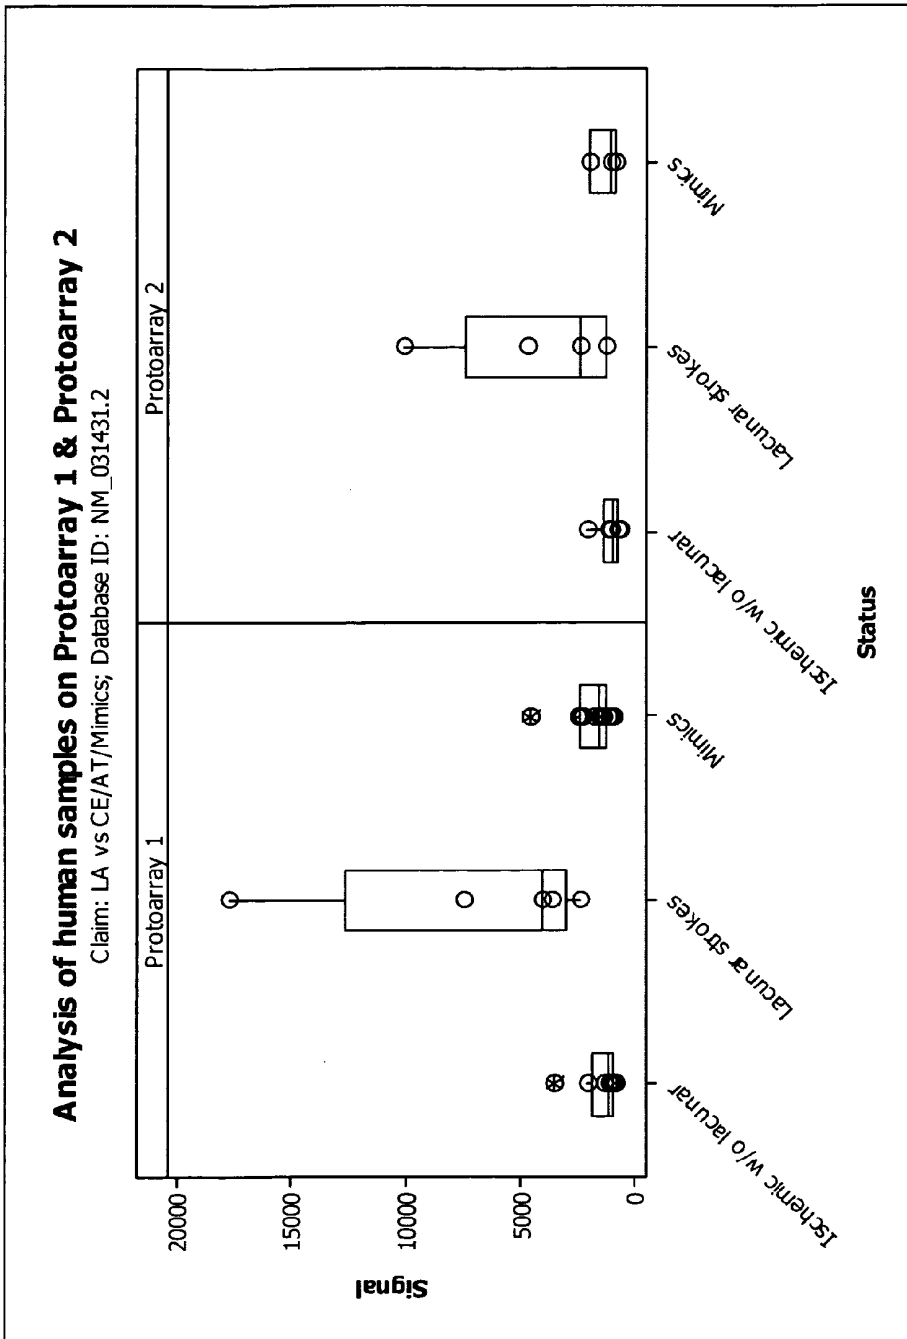 Analysis of human samples on Protoarray 1 & Protoarray 2
Claim: LA vs CE/AT/Mimics; Database ID: NM_031431.2
Protoarray 1
Protoarray 2
20000
15000
10000
5000
0
Signal
Ischemic w/o lacunar
Lacunar strokes
Mimics
Ischemic w/o lacunar
Lacunar strokes
Mimics
Status